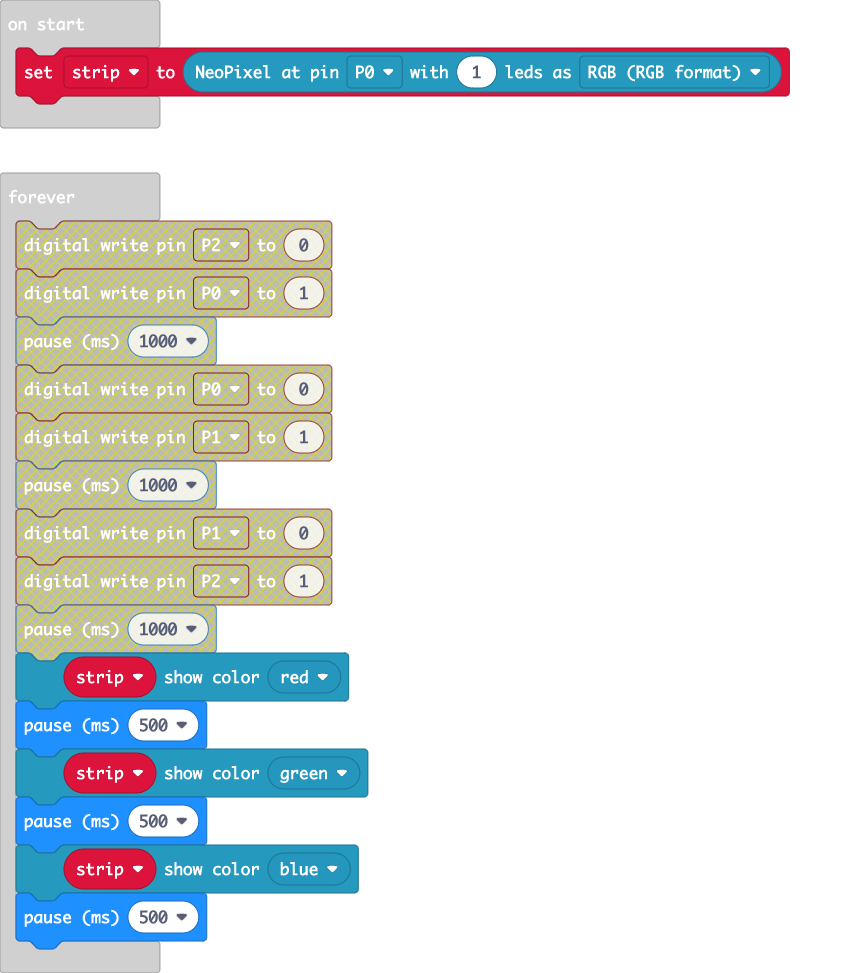 on start
set strip to NeoPixel at pin P0 with 1 leds as RGB (RGB format)
forever
digital write pin P2 to 0
digital write pin P0 to 1
pause (ms) 1000
digital write pin P0 to 0
digital write pin P1 to 1
pause (ms) 1000
digital write pin P1 to 0
digital write pin P2 to 1
pause (ms) 1000
strip show color red
pause (ms) 500
strip show color green
pause (ms) 500
strip show color blue
pause (ms) 500